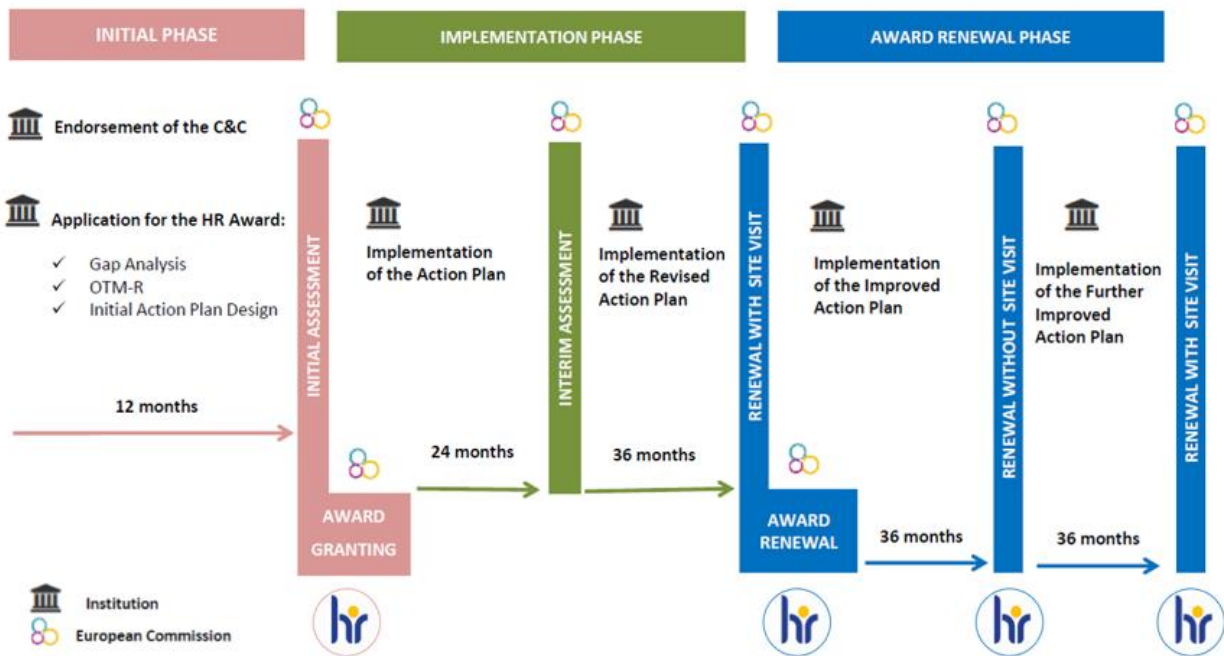 INITIAL PHASE
IMPLEMENTATION PHASE
AWARD RENEWAL PHASE
Endorsement of the C&C
Application for the HR Award:
✓ Gap Analysis
✓ OTM-R
✓ Initial Action Plan Design
12 months
INITIAL ASSESSMENT
AWARD
GRANTING
Implementation
of the Action Plan
24 months
INTERIM ASSESSMENT
Implementation
of the Revised
Action Plan
36 months
RENEWAL WITH SITE VISIT
AWARD
RENEWAL
Implementation
of the Improved
Action Plan
36 months
RENEWAL WITHOUT SITE VISIT
Implementation
of the Further
Improved
Action Plan
36 months
RENEWAL WITH SITE VISIT
Institution
European Commission
hr
hr
hr
hr